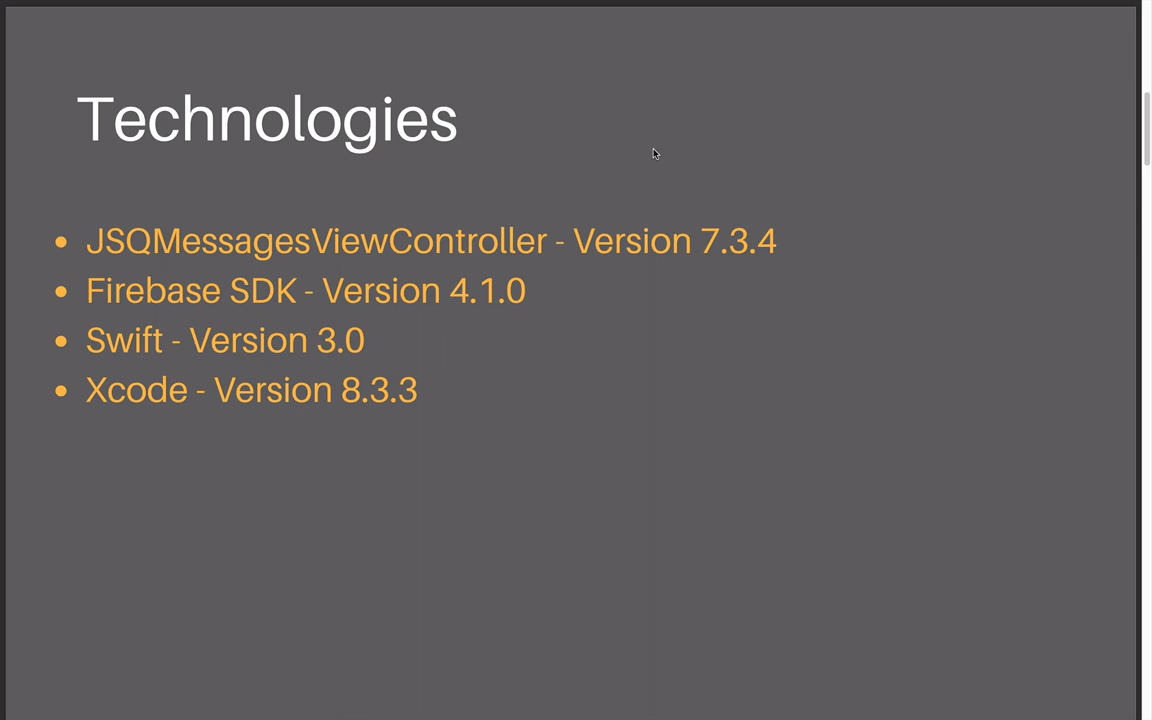 Technologies
• JSQMessagesViewController - Version 7.3.4
• Firebase SDK - Version 4.1.0
• Swift - Version 3.0
• Xcode - Version 8.3.3